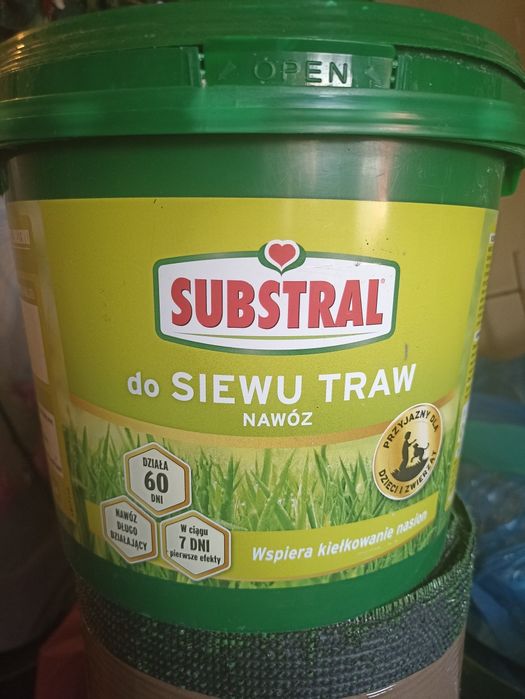 OPEN
SUBSTRAL®
do SIEWU TRAW
NAWÓZ
PRZYJAZNY DLA
DZIECI I ZWIERZĄT
DZIAŁA
60
DNI
NAWÓZ
DŁUGO
DZIAŁAJĄCY
W ciągu
7 DNI
pierwsze efekty
Wspiera kiełkowanie nasion